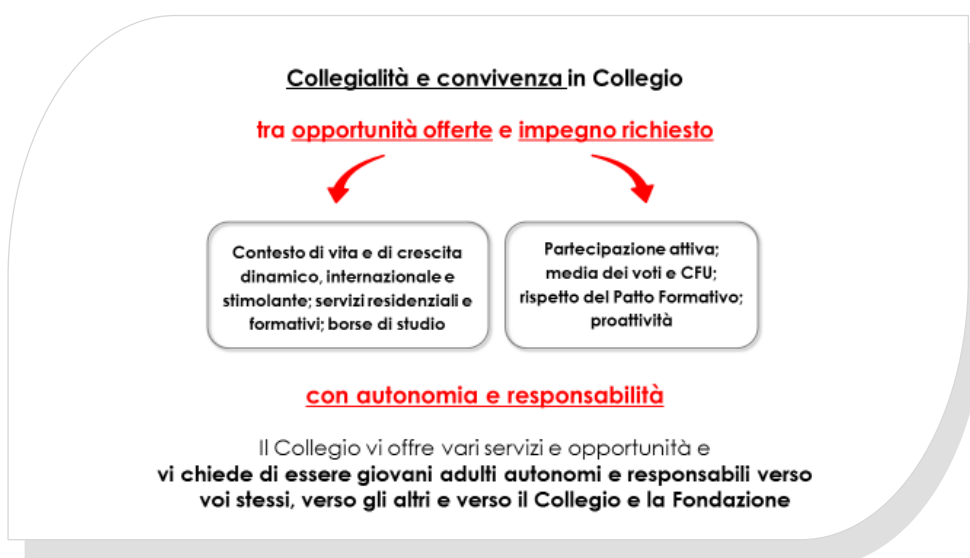 Collegialità e convivenza in Collegio
tra opportunità offerte e impegno richiesto
Contesto di vita e di crescita
dinamico, internazionale e
stimolante; servizi residenziali e
formativi; borse di studio
Partecipazione attiva;
media dei voti e CFU;
rispetto del Patto Formativo;
proattività
con autonomia e responsabilità
Il Collegio vi offre vari servizi e opportunità e
vi chiede di essere giovani adulti autonomi e responsabili verso
voi stessi, verso gli altri e verso il Collegio e la Fondazione